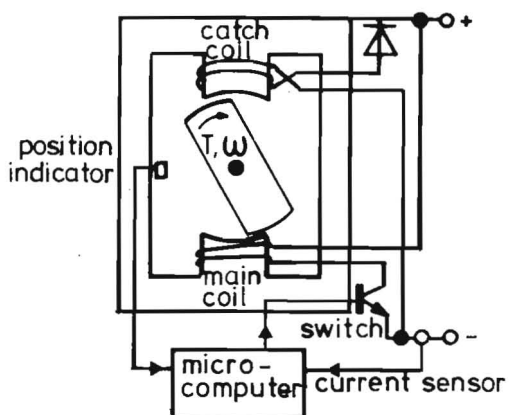 catch
coil
+
position
indicator
T, ω
main
coil
switch
−
micro-
computer
current sensor